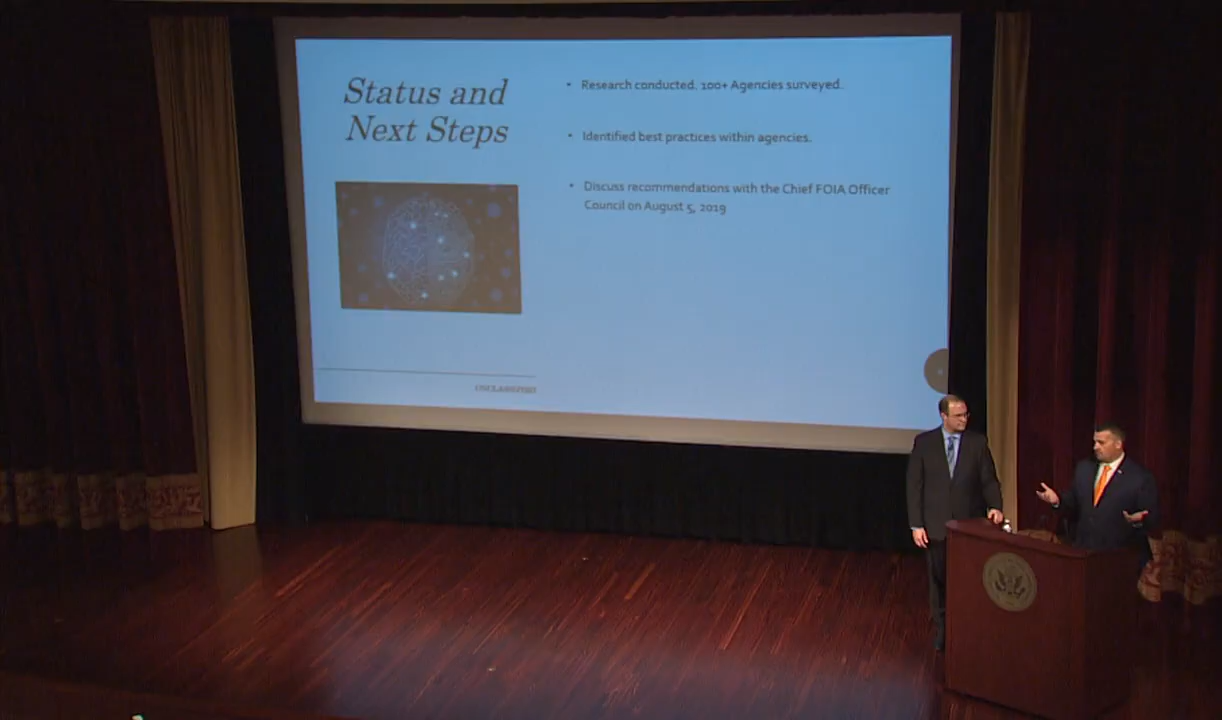 Status and
Next Steps
• Research conducted. 100+ Agencies surveyed.
• Identified best practices within agencies.
• Discuss recommendations with the Chief FOIA Officer
Council on August 5, 2019
UNCLASSIFIED